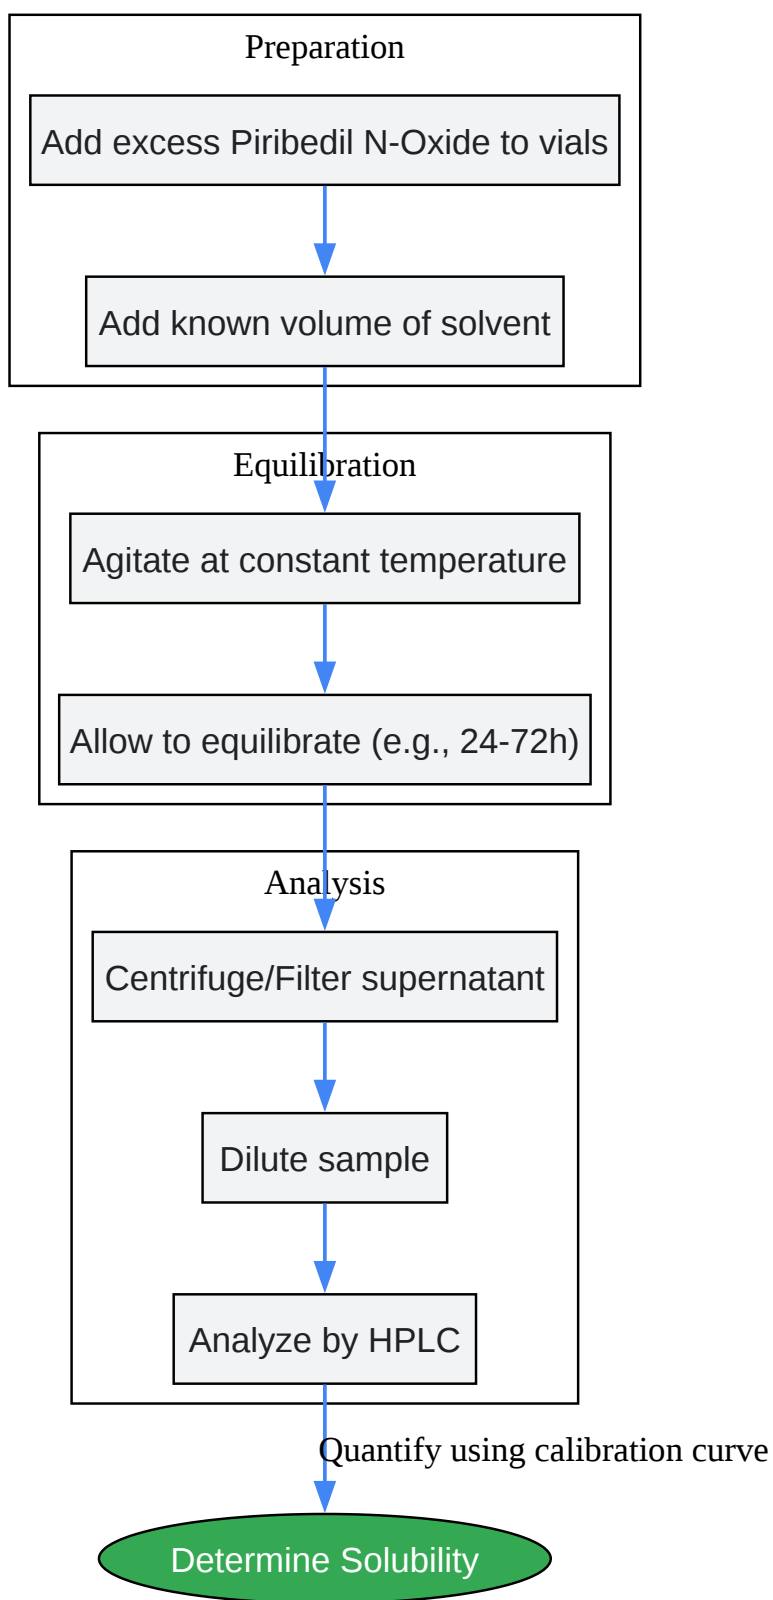 Preparation
Add excess Piribedil N-Oxide to vials
Add known volume of solvent
Equilibration
Agitate at constant temperature
Allow to equilibrate (e.g., 24-72h)
Analysis
Centrifuge/Filter supernatant
Dilute sample
Analyze by HPLC
Quantify using calibration curve
Determine Solubility